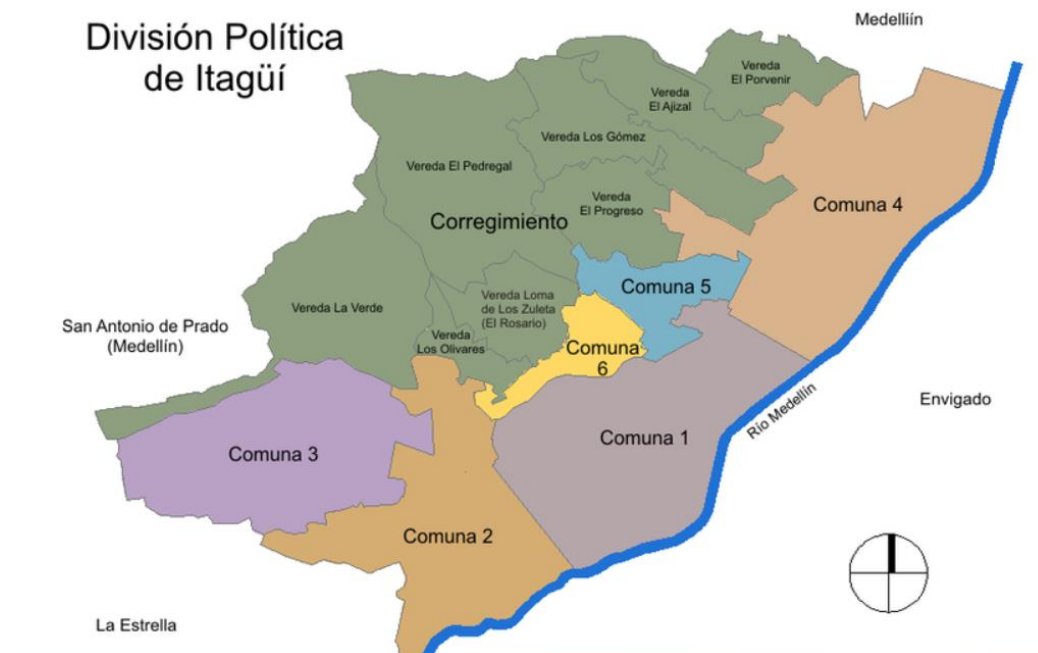 División Política
de Itagüí
Medelliín
Vereda
El Porvenir
Vereda
El Ajizal
Vereda Los Gómez
Vereda El Pedregal
Vereda
El Progreso
Comuna 4
Corregimiento
Comuna 5
Vereda La Verde
Vereda Loma
de Los Zuleta
(El Rosario)
San Antonio de Prado
(Medellín)
Vereda
Los Olivares
Comuna
6
Envigado
Río Medellín
Comuna 1
Comuna 3
Comuna 2
La Estrella